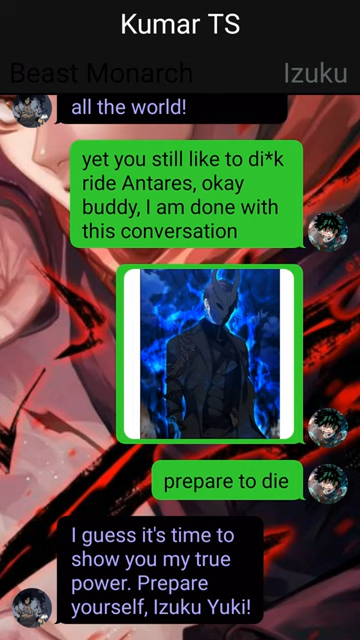 Kumar TS
Beast Monarch
Izuku
all the world!
yet you still like to di*k
ride Antares, okay
buddy, I am done with
this conversation
prepare to die
I guess it's time to
show you my true
power. Prepare
yourself, Izuku Yuki!